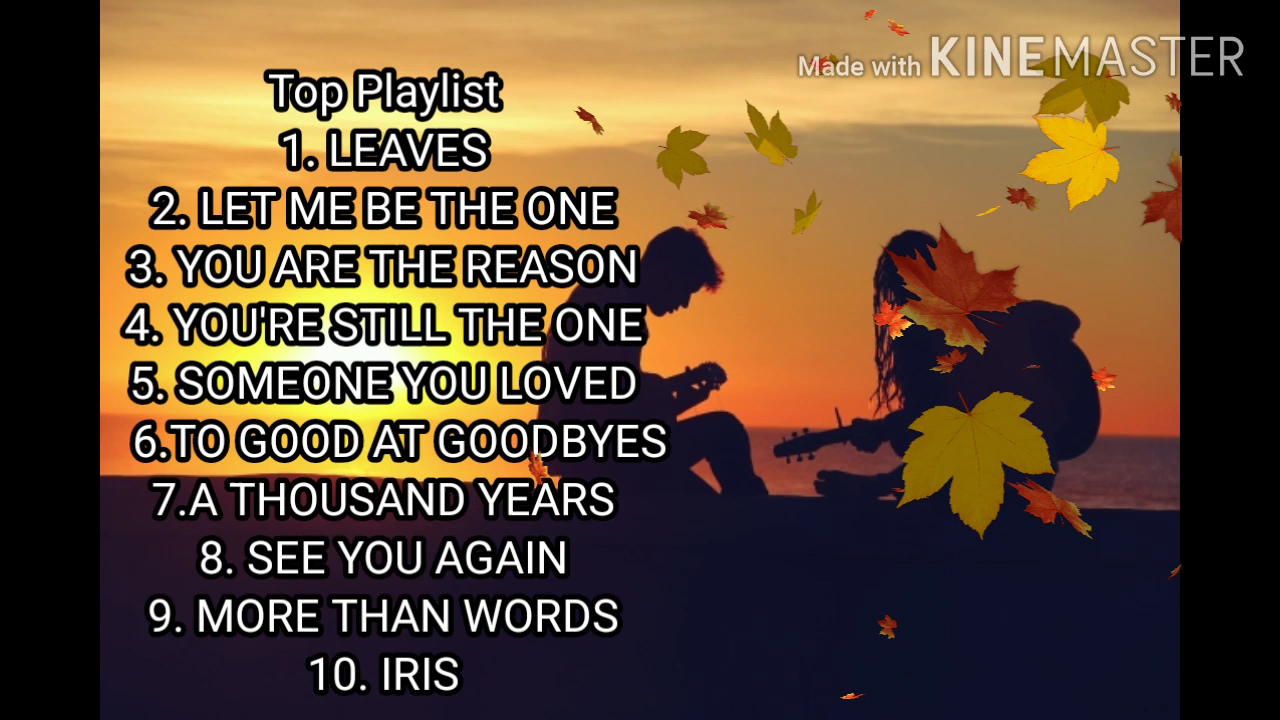 Made with KINEMASTER
Top Playlist
1. LEAVES
2. LET ME BE THE ONE
3. YOU ARE THE REASON
4. YOU'RE STILL THE ONE
5. SOMEONE YOU LOVED
6.TO GOOD AT GOODBYES
7.A THOUSAND YEARS
8. SEE YOU AGAIN
9. MORE THAN WORDS
10. IRIS